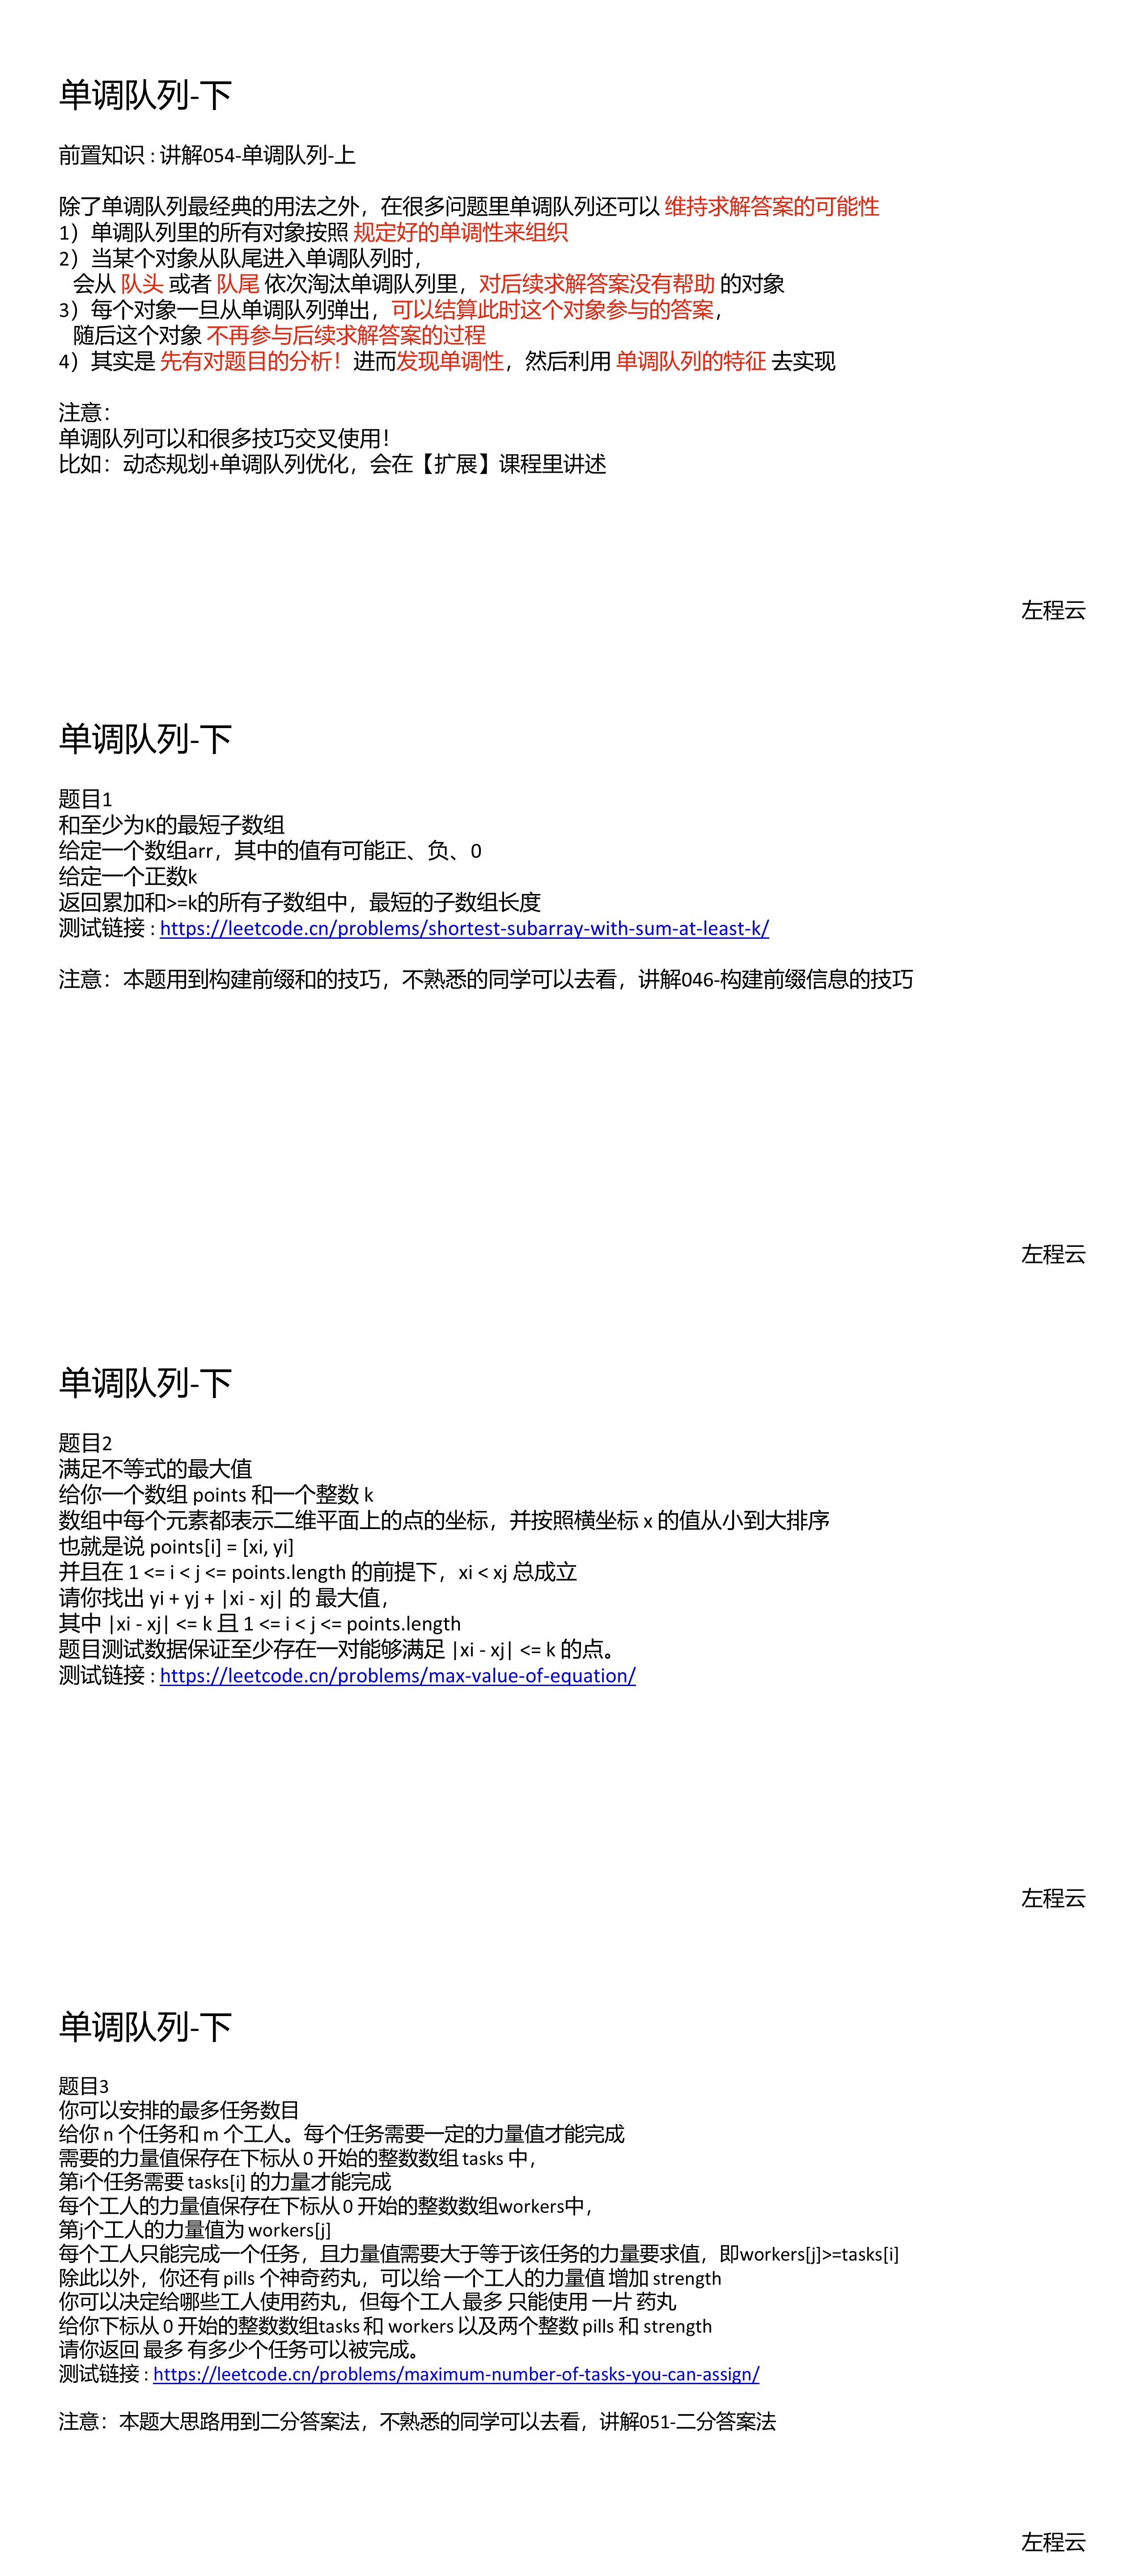 单调队列-下
前置知识 : 讲解054-单调队列-上
除了单调队列最经典的用法之外，在很多问题里单调队列还可以 维持求解答案的可能性
1）单调队列里的所有对象按照 规定好的单调性来组织
2）当某个对象从队尾进入单调队列时，
会从 队头 或者 队尾 依次淘汰单调队列里，对后续求解答案没有帮助 的对象
3）每个对象一旦从单调队列弹出，可以结算此时这个对象参与的答案，
随后这个对象 不再参与后续求解答案的过程
4）其实是 先有对题目的分析！进而发现单调性，然后利用 单调队列的特征 去实现
注意：
单调队列可以和很多技巧交叉使用！
比如：动态规划+单调队列优化，会在【扩展】课程里讲述
左程云
单调队列-下
题目1
和至少为K的最短子数组
给定一个数组arr，其中的值有可能正、负、0
给定一个正数k
返回累加和>=k的所有子数组中，最短的子数组长度
测试链接 : https://leetcode.cn/problems/shortest-subarray-with-sum-at-least-k/
注意：本题用到构建前缀和的技巧，不熟悉的同学可以去看，讲解046-构建前缀信息的技巧
左程云
单调队列-下
题目2
满足不等式的最大值
给你一个数组 points 和一个整数 k
数组中每个元素都表示二维平面上的点的坐标，并按照横坐标 x 的值从小到大排序
也就是说 points[i] = [xi, yi]
并且在 1 <= i < j <= points.length 的前提下，xi < xj 总成立
请你找出 yi + yj + |xi - xj| 的 最大值，
其中 |xi - xj| <= k 且 1 <= i < j <= points.length
题目测试数据保证至少存在一对能够满足 |xi - xj| <= k 的点。
测试链接 : https://leetcode.cn/problems/max-value-of-equation/
左程云
单调队列-下
题目3
你可以安排的最多任务数目
给你 n 个任务和 m 个工人。每个任务需要一定的力量值才能完成
需要的力量值保存在下标从 0 开始的整数数组 tasks 中，
第i个任务需要 tasks[i] 的力量才能完成
每个工人的力量值保存在下标从 0 开始的整数数组workers中，
第j个工人的力量值为 workers[j]
每个工人只能完成一个任务，且力量值需要大于等于该任务的力量要求值，即workers[j]>=tasks[i]
除此以外，你还有 pills 个神奇药丸，可以给 一个工人的力量值 增加 strength
你可以决定给哪些工人使用药丸，但每个工人 最多 只能使用 一片 药丸
给你下标从 0 开始的整数数组tasks 和 workers 以及两个整数 pills 和 strength
请你返回 最多 有多少个任务可以被完成。
测试链接 : https://leetcode.cn/problems/maximum-number-of-tasks-you-can-assign/
注意：本题大思路用到二分答案法，不熟悉的同学可以去看，讲解051-二分答案法
左程云